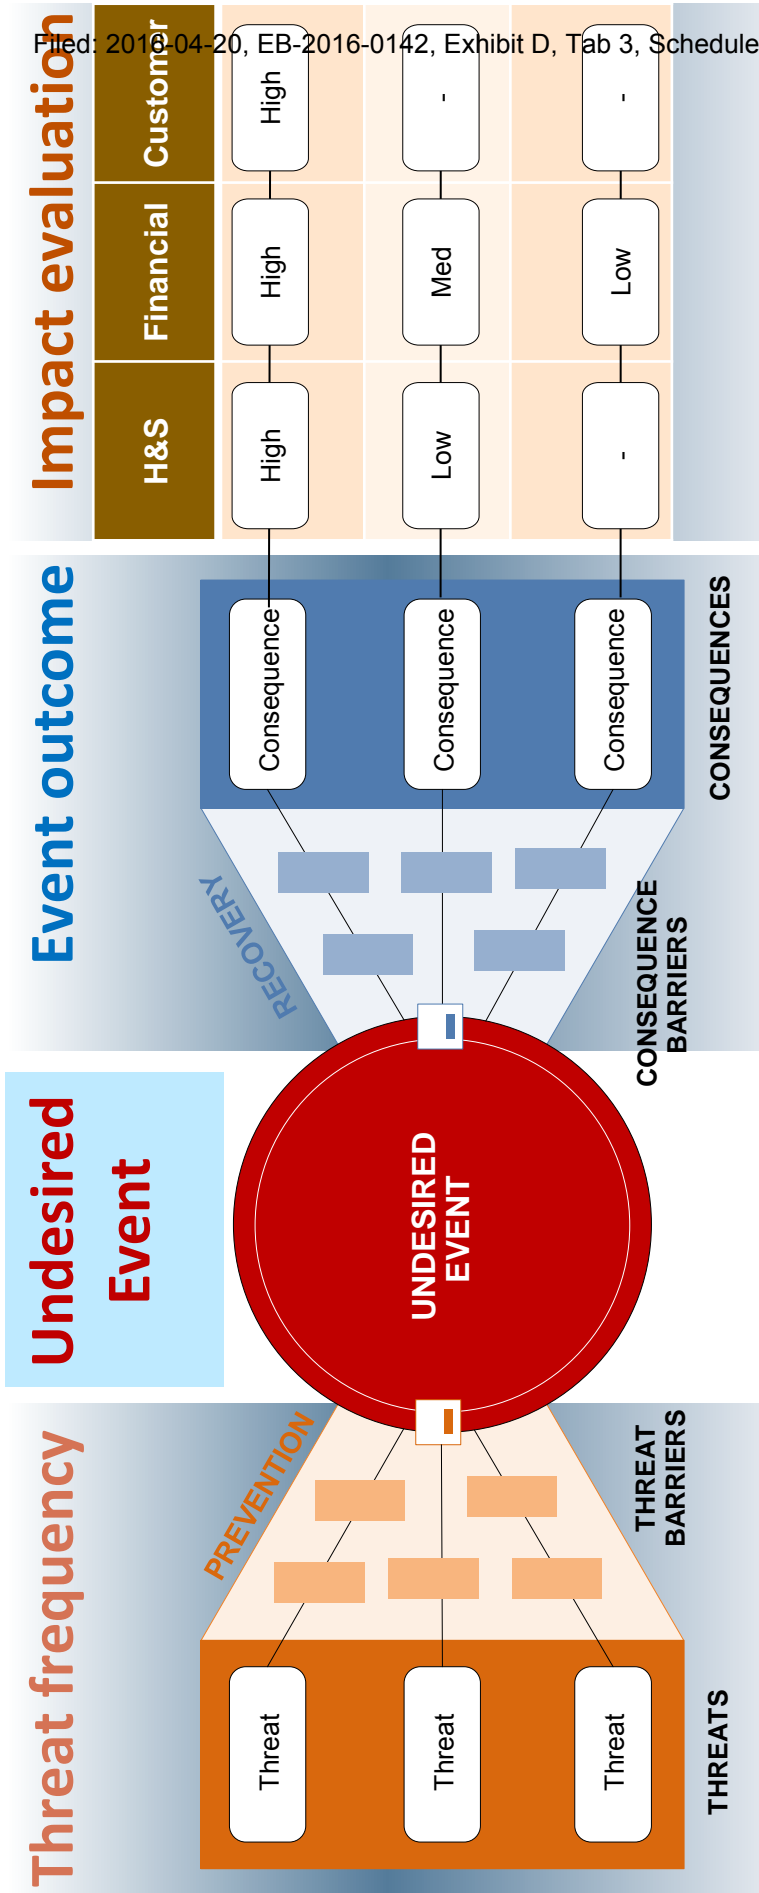 Filed: 2016-04-20, EB-2016-0142, Exhibit D, Tab 3, Schedule
Threat frequency
Undesired
Event
Event outcome
Impact evaluation
H&S
Financial
Customer
PREVENTION
RECOVERY
Threat
Threat
Threat
UNDESIRED
EVENT
Consequence
Consequence
Consequence
High
High
High
Low
Med
-
-
Low
-
THREATS
THREAT
BARRIERS
CONSEQUENCE
BARRIERS
CONSEQUENCES